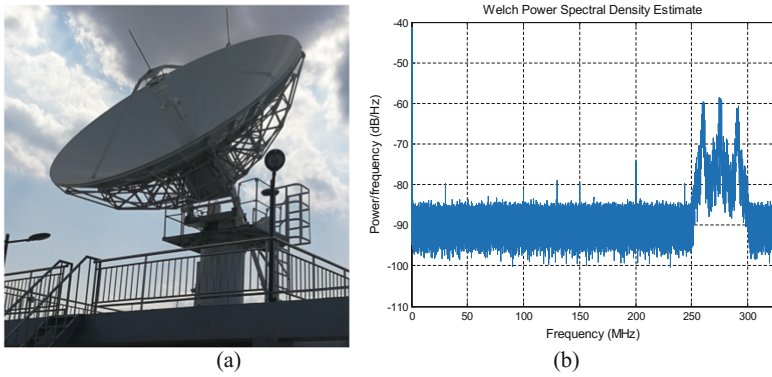 Welch Power Spectral Density Estimate
-40
-50
-60
-70
-80
-90
-100
-110
Power/frequency (dB/Hz)
0 50 100 150 200 250 300
Frequency (MHz)
(a) (b)